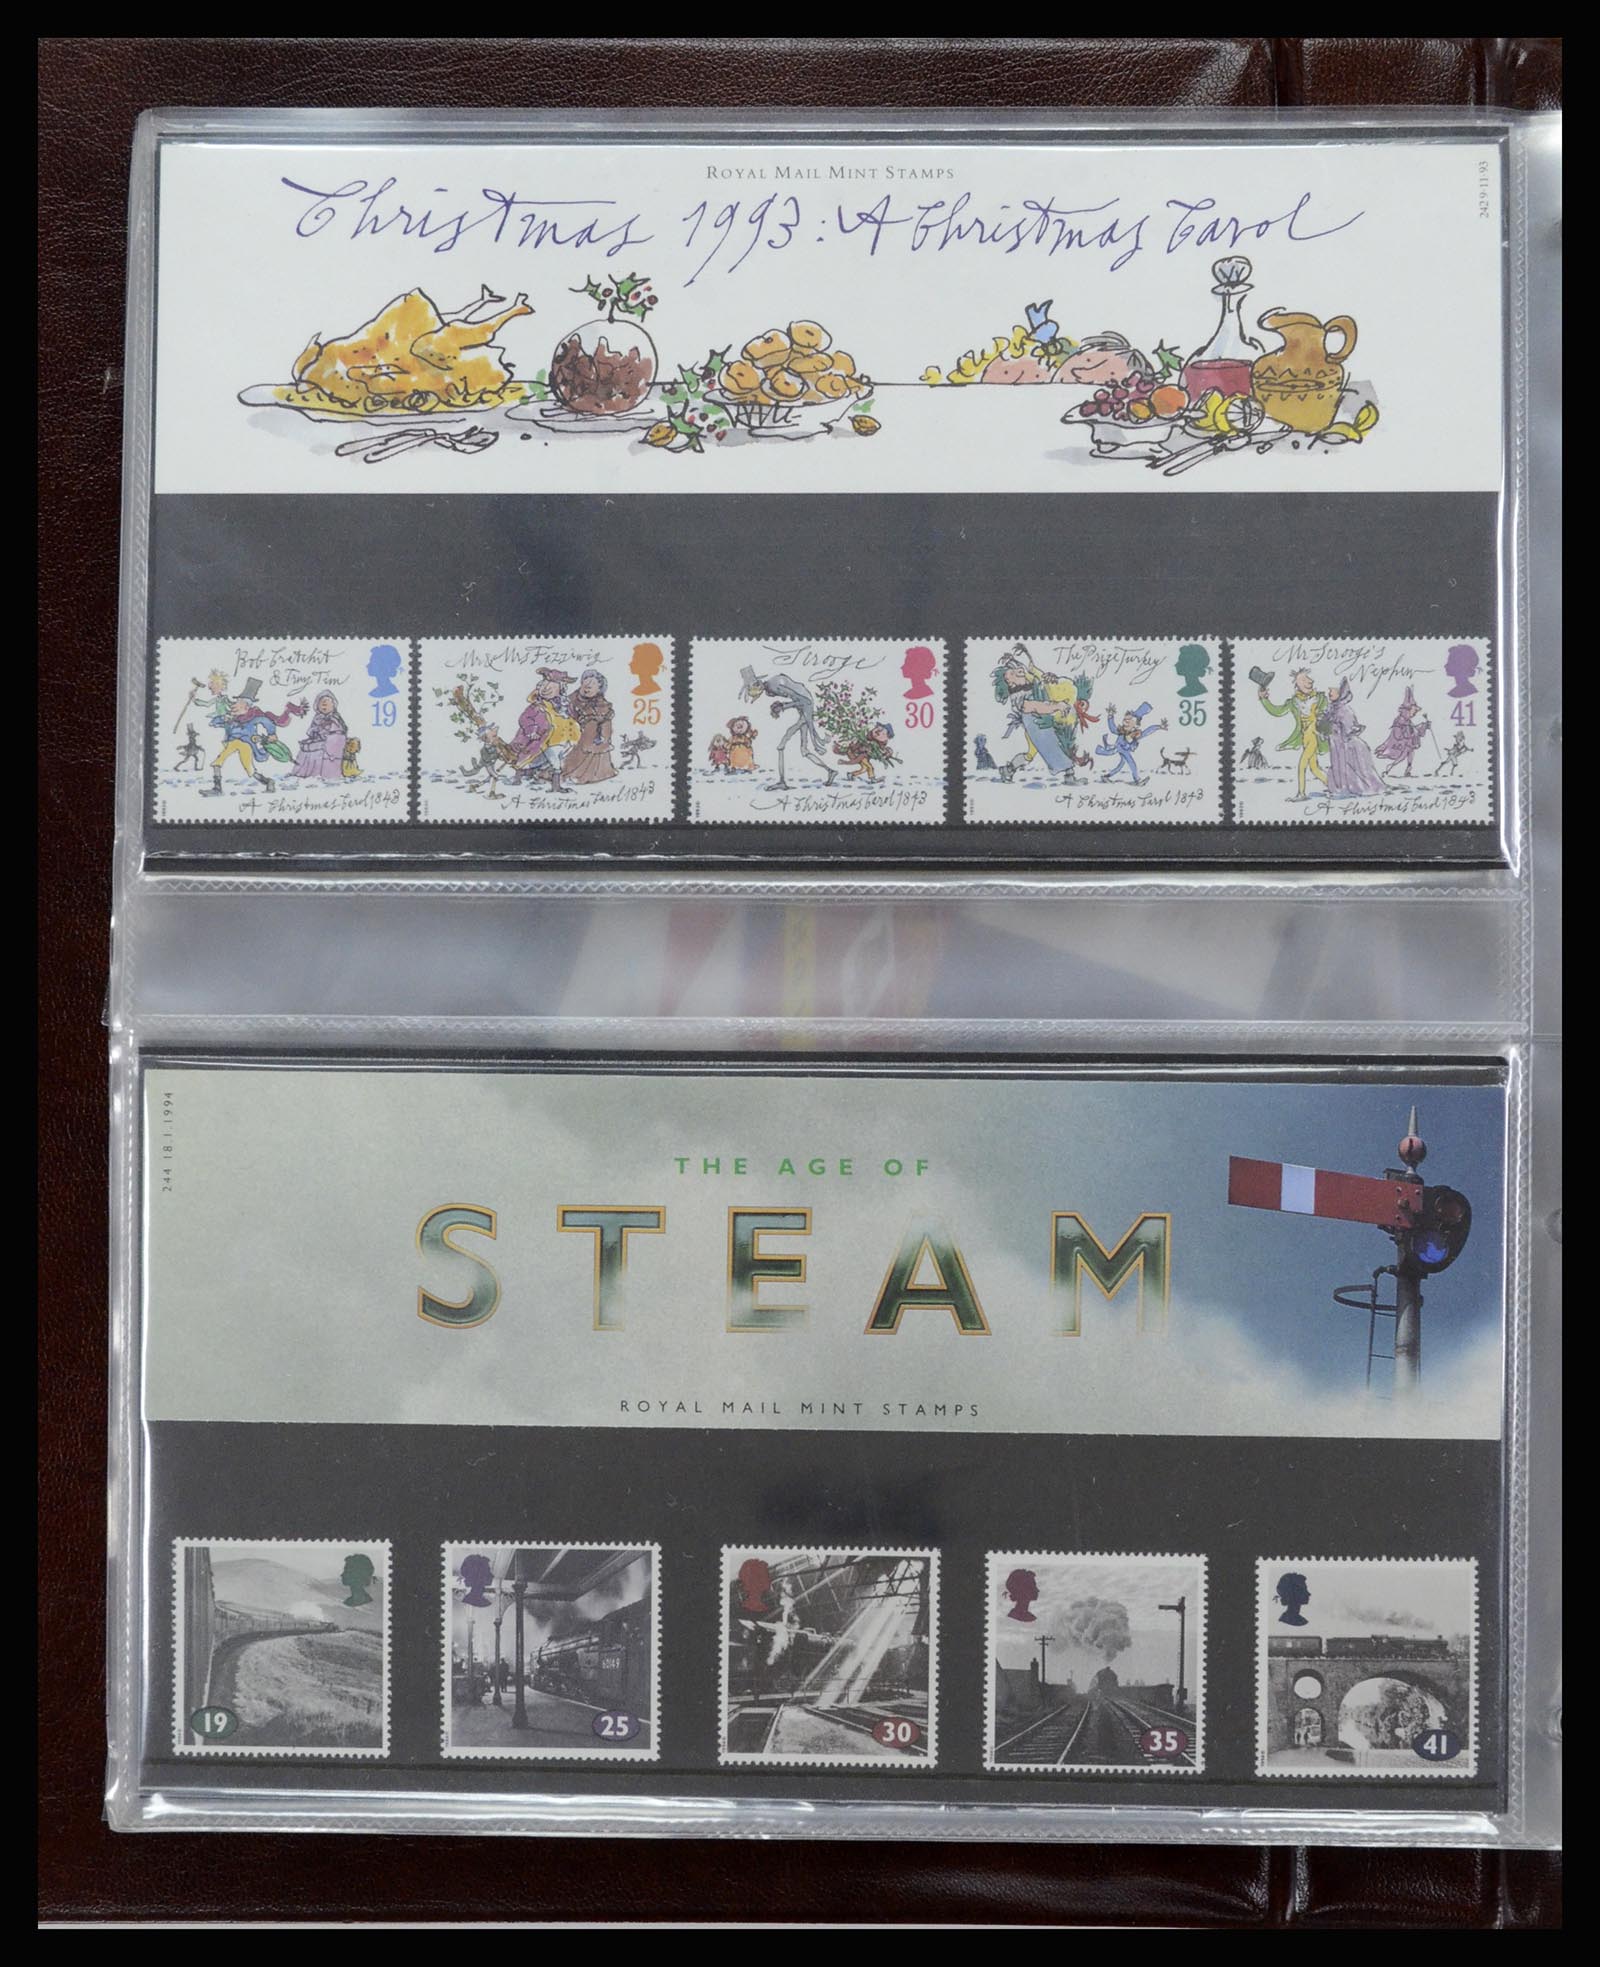 ROYAL MAIL MINT STAMPS
242 9·11·93
Christmas 1993: A Christmas Carol
Bob Cratchit
& Tiny Tim
19
A Christmas Carol 1843
Mr & Mrs Fezziwig
25
A Christmas Carol 1843
Scrooge
30
A Christmas Carol 1843
The Prize Turkey
35
A Christmas Carol 1843
Mr Scrooge's
Nephew
41
A Christmas Carol 1843
244 18.1.1994
THE AGE OF
STEAM
ROYAL MAIL MINT STAMPS
19
60149
25
30
35
41